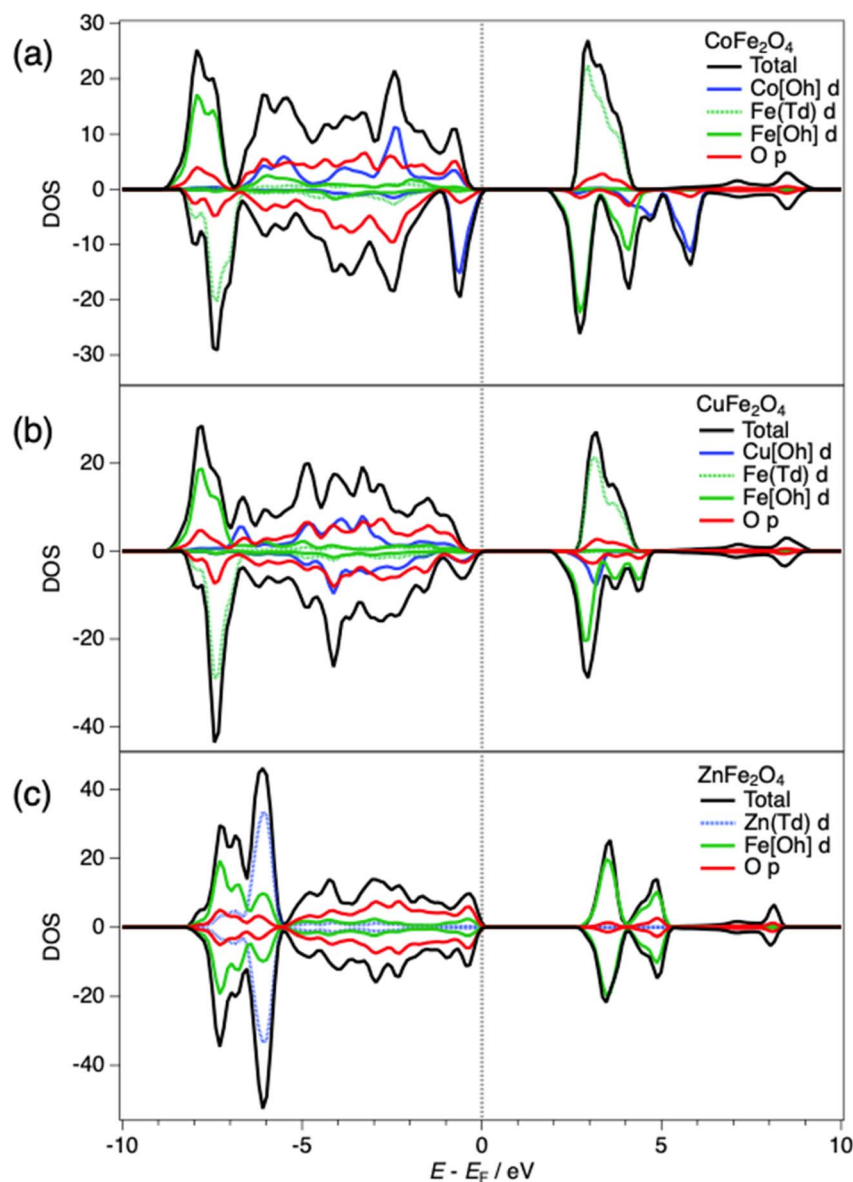 (a)
30
20
10
0
-10
-20
-30
DOS
CoFe₂O₄
Total
Co[Oh] d
Fe(Td) d
Fe[Oh] d
O p
(b)
20
0
-20
-40
DOS
CuFe₂O₄
Total
Cu[Oh] d
Fe(Td) d
Fe[Oh] d
O p
(c)
40
20
0
-20
-40
DOS
ZnFe₂O₄
Total
Zn(Td) d
Fe[Oh] d
O p
-10 -5 0 5 10
E - E_F / eV